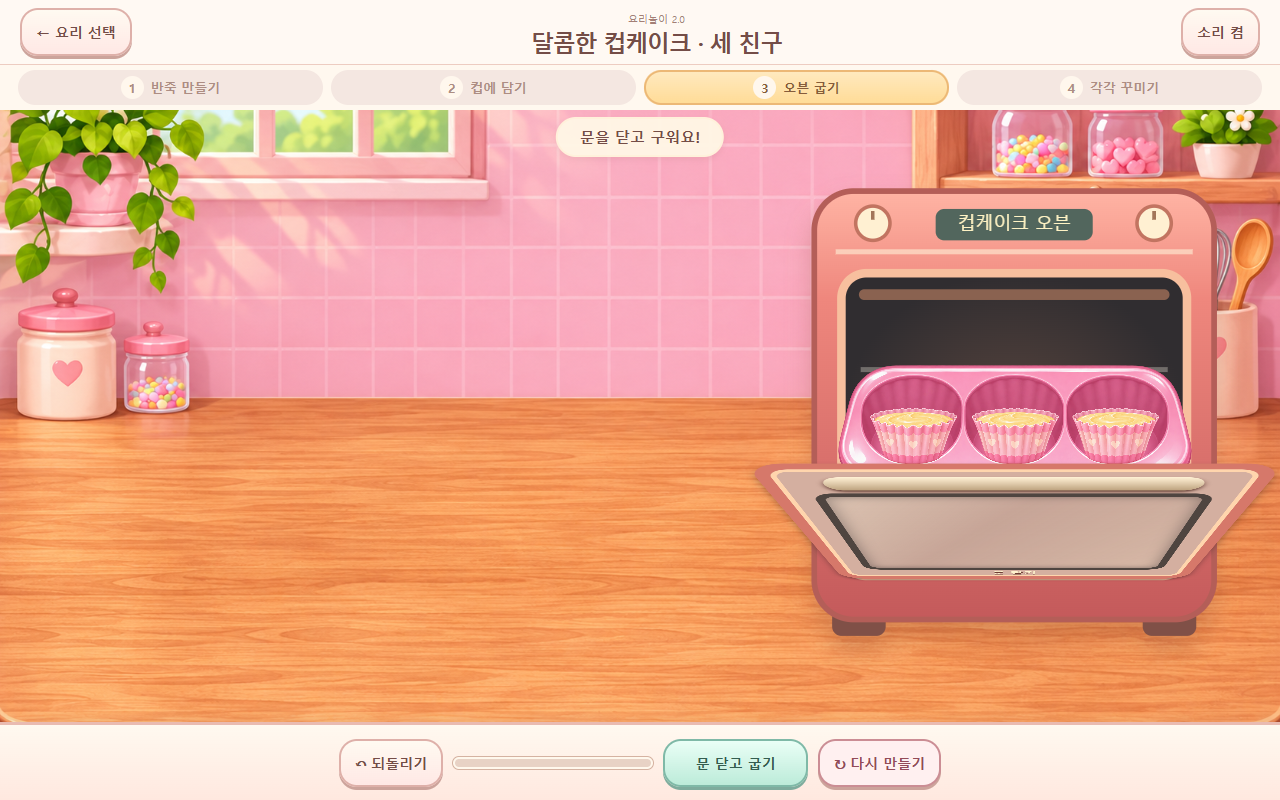 ← 요리 선택
요리놀이 2.0
달콤한 컵케이크 · 세 친구
소리 켬
1 반죽 만들기
2 컵에 담기
3 오븐 굽기
4 각각 꾸미기
문을 닫고 구워요!
컵케이크 오븐
↶ 되돌리기
문 닫고 굽기
↻ 다시 만들기